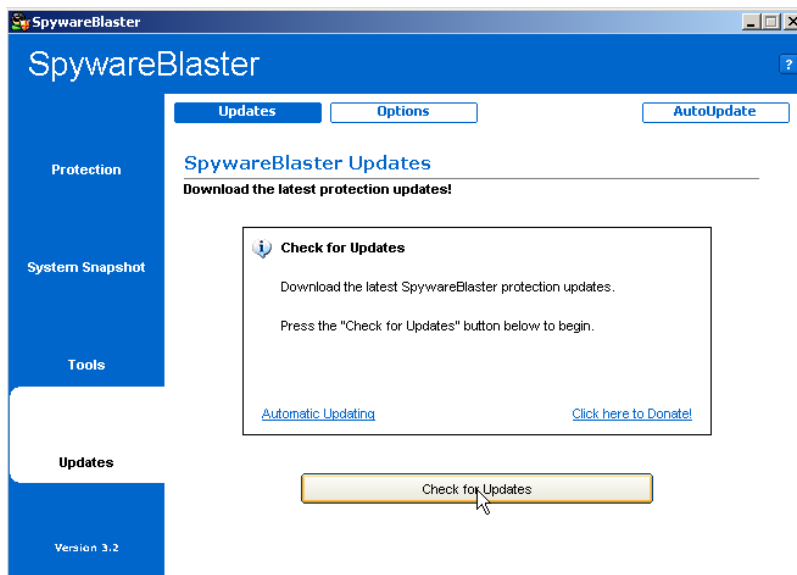 SpywareBlaster
SpywareBlaster
?
Updates
Options
AutoUpdate
Protection
System Snapshot
Tools
Updates
Version 3.2
SpywareBlaster Updates
Download the latest protection updates!
Check for Updates
Download the latest SpywareBlaster protection updates.
Press the "Check for Updates" button below to begin.
Automatic Updating
Click here to Donate!
Check for Updates